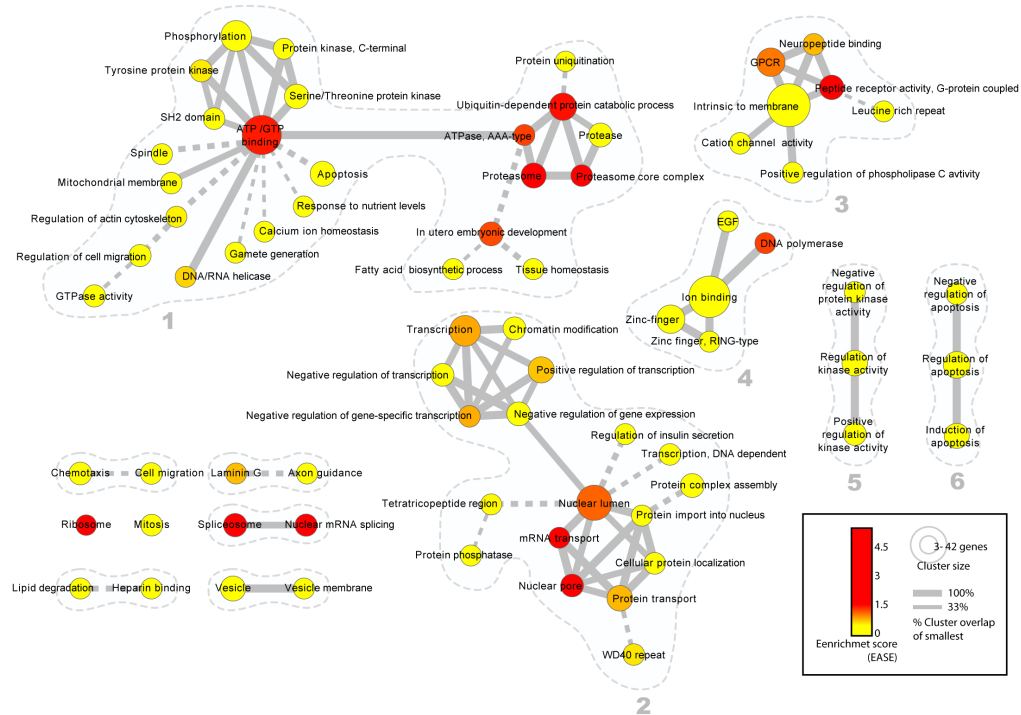 Phosphorylation
Protein kinase, C-terminal
Tyrosine protein kinase
Serine/Threonine protein kinase
SH2 domain
ATP /GTP
binding
Spindle
Mitochondrial membrane
Apoptosis
Regulation of actin cytoskeleton
Response to nutrient levels
Calcium ion homeostasis
Regulation of cell migration
Gamete generation
DNA/RNA helicase
GTPase activity
1
Protein uniquitination
Ubiquitin-dependent protein catabolic process
ATPase, AAA-type
Protease
Proteasome
Proteasome core complex
In utero embryonic development
Fatty acid biosynthetic process
Tissue homeostasis
Neuropeptide binding
GPCR
Peptide receptor activity, G-protein coupled
Intrinsic to membrane
Leucine rich repeat
Cation channel activity
Positive regulation of phospholipase C avtivity
3
EGF
DNA polymerase
Ion binding
Zinc-finger
Zinc finger, RING-type
4
Negative
regulation of
protein kinase
activity
Regulation of
kinase activity
Positive
regulation of
kinase activity
5
Negative
regulation of
apoptosis
Regulation of
apoptosis
Induction of
apoptosis
6
Transcription
Chromatin modification
Negative regulation of transcription
Positive regulation of transcription
Negative regulation of gene-specific transcription
Negative regulation of gene expression
Regulation of insulin secretion
Transcription, DNA dependent
Protein complex assembly
Tetratricopeptide region
Nuclear lumen
Protein import into nucleus
mRNA transport
Protein phosphatase
Cellular protein localization
Nuclear pore
Protein transport
WD40 repeat
2
Chemotaxis
Cell migration
Laminin G
Axon guidance
Ribosome
Mitosis
Spliceosome
Nuclear mRNA splicing
Lipid degradation
Heparin binding
Vesicle
Vesicle membrane
4.5
3
1.5
0
Eenrichmet score
(EASE)
3- 42 genes
Cluster size
100%
33%
% Cluster overlap
of smallest